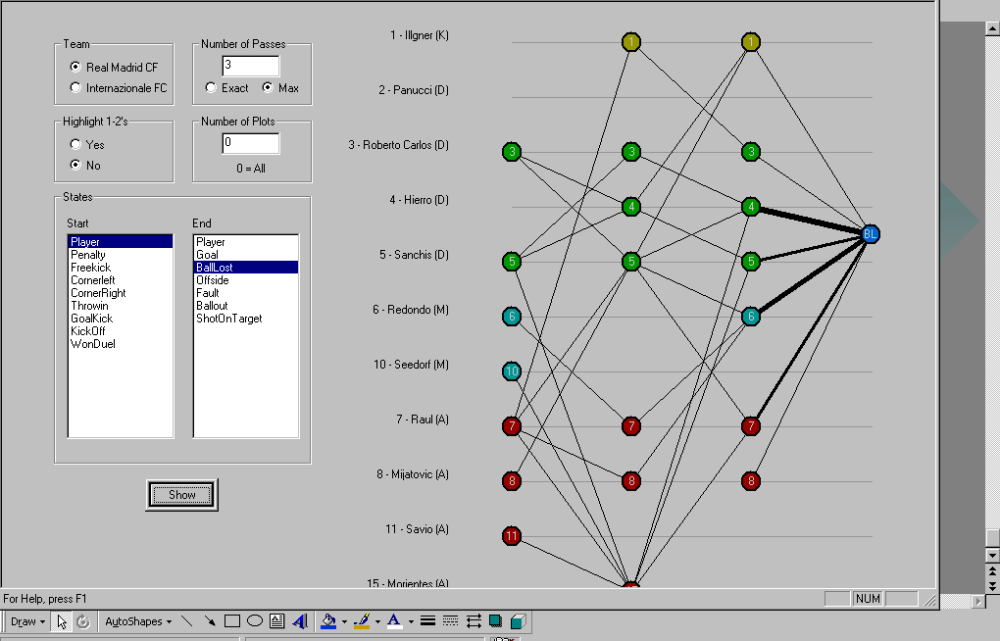 Team
Real Madrid CF
Internazionale FC
Number of Passes
3
Exact Max
Highlight 1-2's
Yes
No
Number of Plots
0
0 = All
States
Start
Player
Penalty
Freekick
Cornerleft
CornerRight
Throwin
GoalKick
KickOff
WonDuel
End
Player
Goal
BallLost
Offside
Fault
Ballout
ShotOnTarget
Show
1 - Illgner (K)
1 1
2 - Panucci (D)
3 - Roberto Carlos (D)
3 3 3
4 - Hierro (D)
4 4
BL
5 - Sanchis (D)
5 5 5
6 - Redondo (M)
6 6
10 - Seedorf (M)
10
7 - Raul (A)
7 7 7
8 - Mijatovic (A)
8 8 8
11 - Savio (A)
11
15 - Morientes (A)
For Help, press F1
NUM
Draw AutoShapes